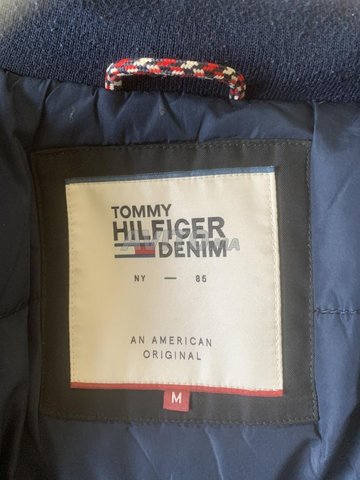 TOMMY
HILFIGER
DENIM
NY — 85
AN AMERICAN
ORIGINAL
M